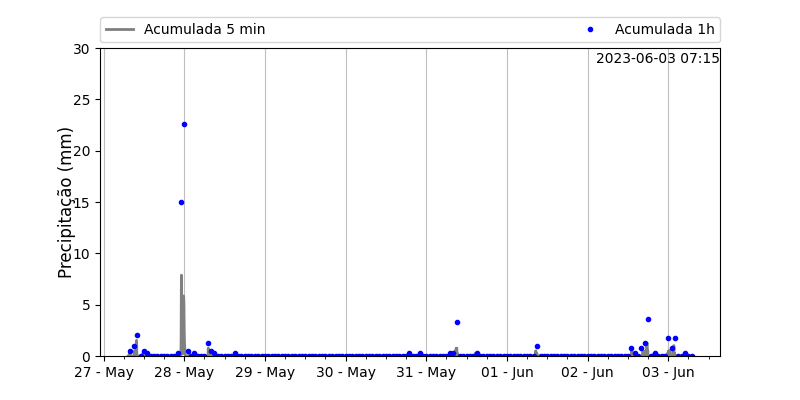 Acumulada 5 min
Acumulada 1h
2023-06-03 07:15
Precipitação (mm)
30
25
20
15
10
5
0
27 - May
28 - May
29 - May
30 - May
31 - May
01 - Jun
02 - Jun
03 - Jun